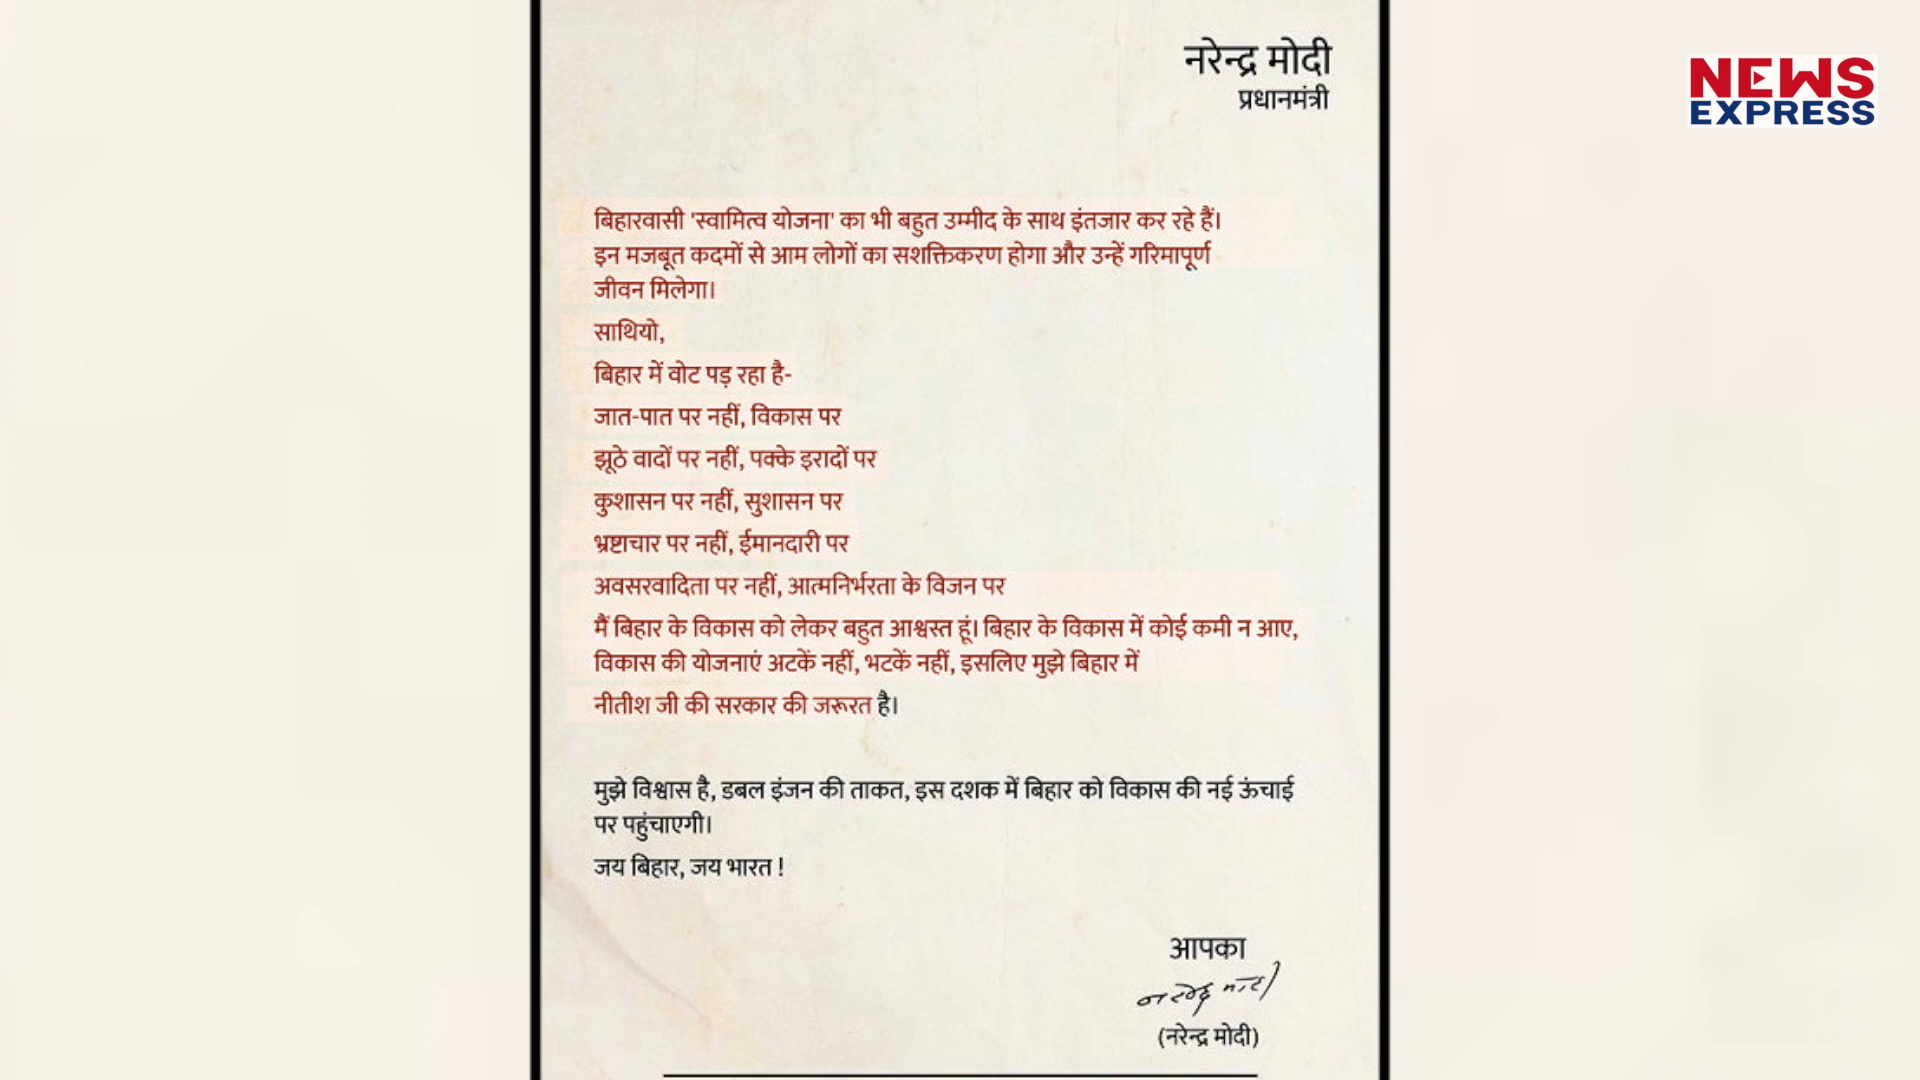 नरेन्द्र मोदी
प्रधानमंत्री
NEWS
EXPRESS
बिहारवासी 'स्वामित्व योजना' का भी बहुत उम्मीद के साथ इंतजार कर रहे हैं।
इन मजबूत कदमों से आम लोगों का सशक्तिकरण होगा और उन्हें गरिमापूर्ण
जीवन मिलेगा।
साथियो,
बिहार में वोट पड़ रहा है-
जात-पात पर नहीं, विकास पर
झूठे वादों पर नहीं, पक्के इरादों पर
कुशासन पर नहीं, सुशासन पर
भ्रष्टाचार पर नहीं, ईमानदारी पर
अवसरवादिता पर नहीं, आत्मनिर्भरता के विजन पर
मैं बिहार के विकास को लेकर बहुत आश्वस्त हूं। बिहार के विकास में कोई कमी न आए,
विकास की योजनाएं अटकें नहीं, भटकें नहीं, इसलिए मुझे बिहार में
नीतीश जी की सरकार की जरूरत है।
मुझे विश्वास है, डबल इंजन की ताकत, इस दशक में बिहार को विकास की नई ऊंचाई
पर पहुंचाएगी।
जय बिहार, जय भारत !
आपका
नरेन्द्र मोदी
(नरेन्द्र मोदी)